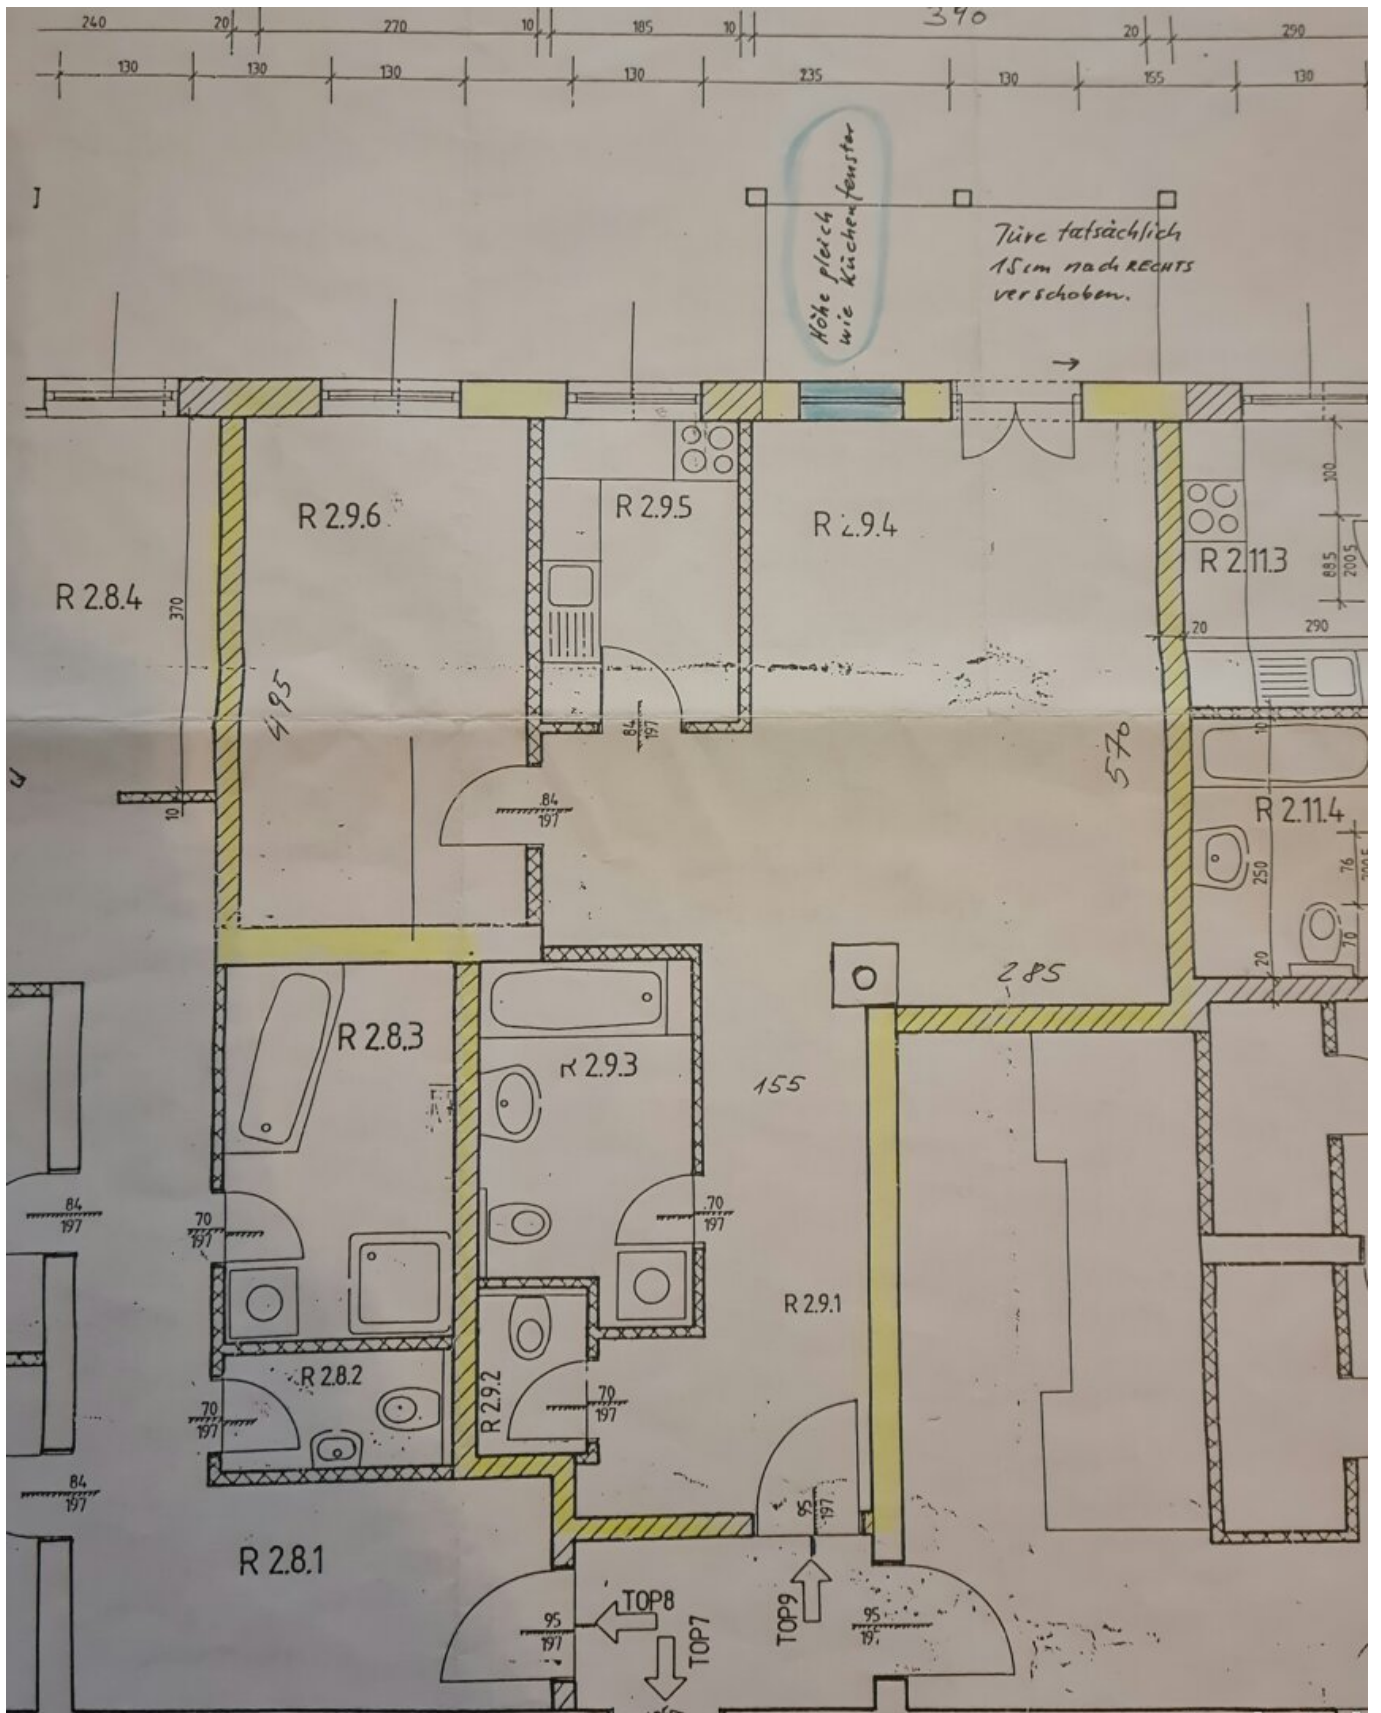 240 20 270 10 185 10 390 20 290
130 130 130 130 235 130 155 130
Höhe gleich
wie Küchenfenster
Türe tatsächlich
15cm nach RECHTS
verschoben.
R 2.9.6
R 2.9.5
R 2.9.4
R 2.11.3
100
88.5
200.5
R 2.8.4
370
20 290
495
84
197
570
10
10
84
197
R 2.11.4
250
76
70
20
285
R 2.8.3
R 2.9.3
155
84
197
70
197
70
197
R 2.9.1
R 2.8.2
R 2.9.2
70
197
70
197
84
197
95
197
R 2.8.1
TOP8
TOP7
TOP9
95
197
95